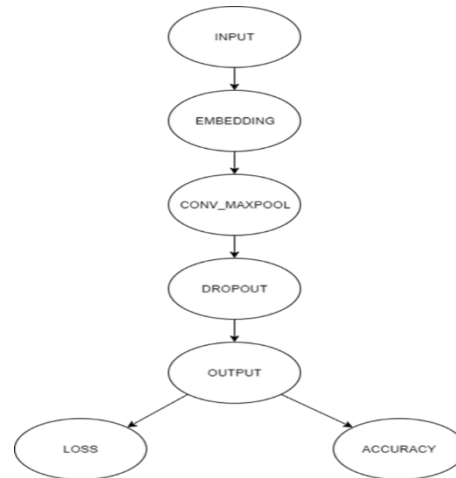 INPUT
EMBEDDING
CONV_MAXPOOL
DROPOUT
OUTPUT
LOSS
ACCURACY